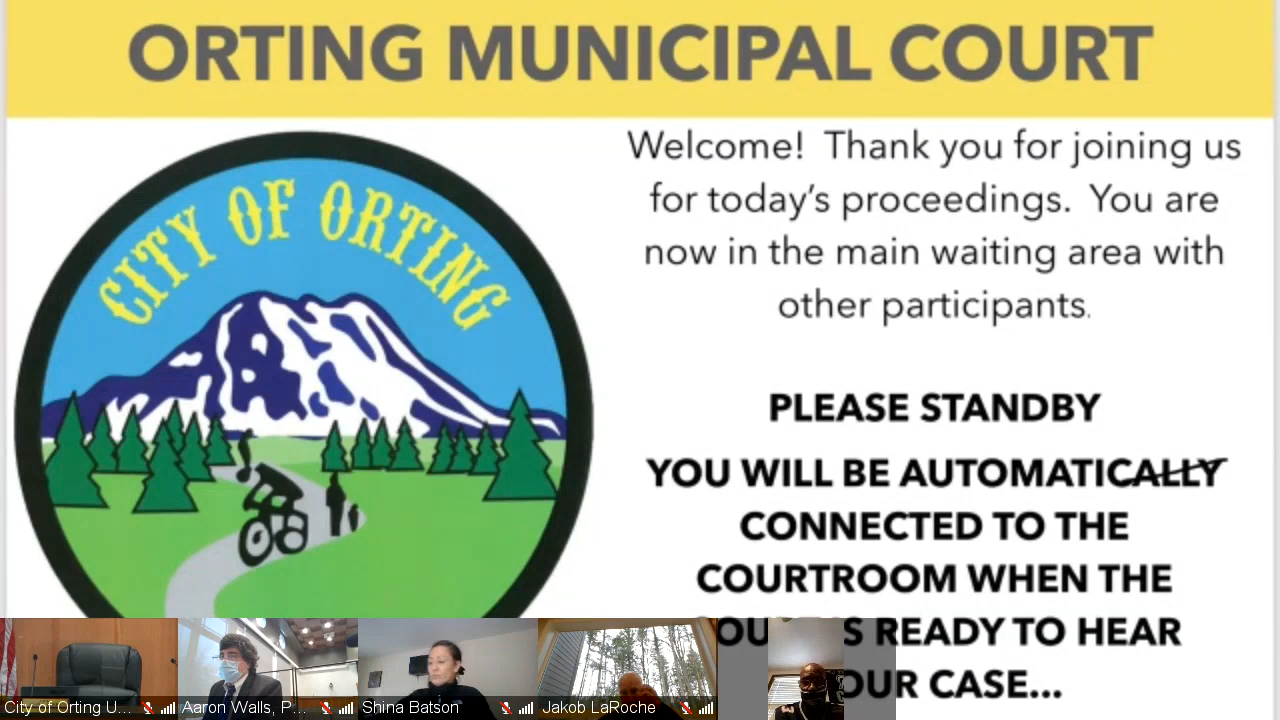 ORTING MUNICIPAL COURT
CITY OF ORTING
Welcome! Thank you for joining us
for today's proceedings. You are
now in the main waiting area with
other participants.
PLEASE STANDBY
YOU WILL BE AUTOMATICALLY
CONNECTED TO THE
COURTROOM WHEN THE
READY TO HEAR
CASE...
City of Orting U...
Aaron Walls, P...
Shina Batson
Jakob LaRoche